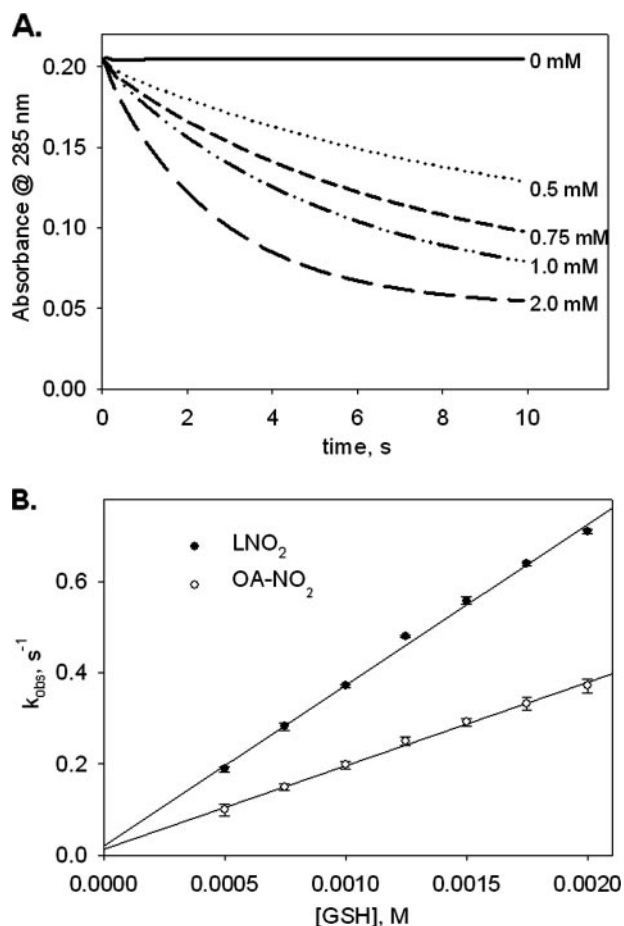 A.
Absorbance @ 285 nm
0.20
0.15
0.10
0.05
0.00
0 mM
0.5 mM
0.75 mM
1.0 mM
2.0 mM
0 2 4 6 8 10
time, s
B.
LNO₂
OA-NO₂
k_obs, s⁻¹
0.6
0.4
0.2
0.0
0.0000 0.0005 0.0010 0.0015 0.0020
[GSH], M